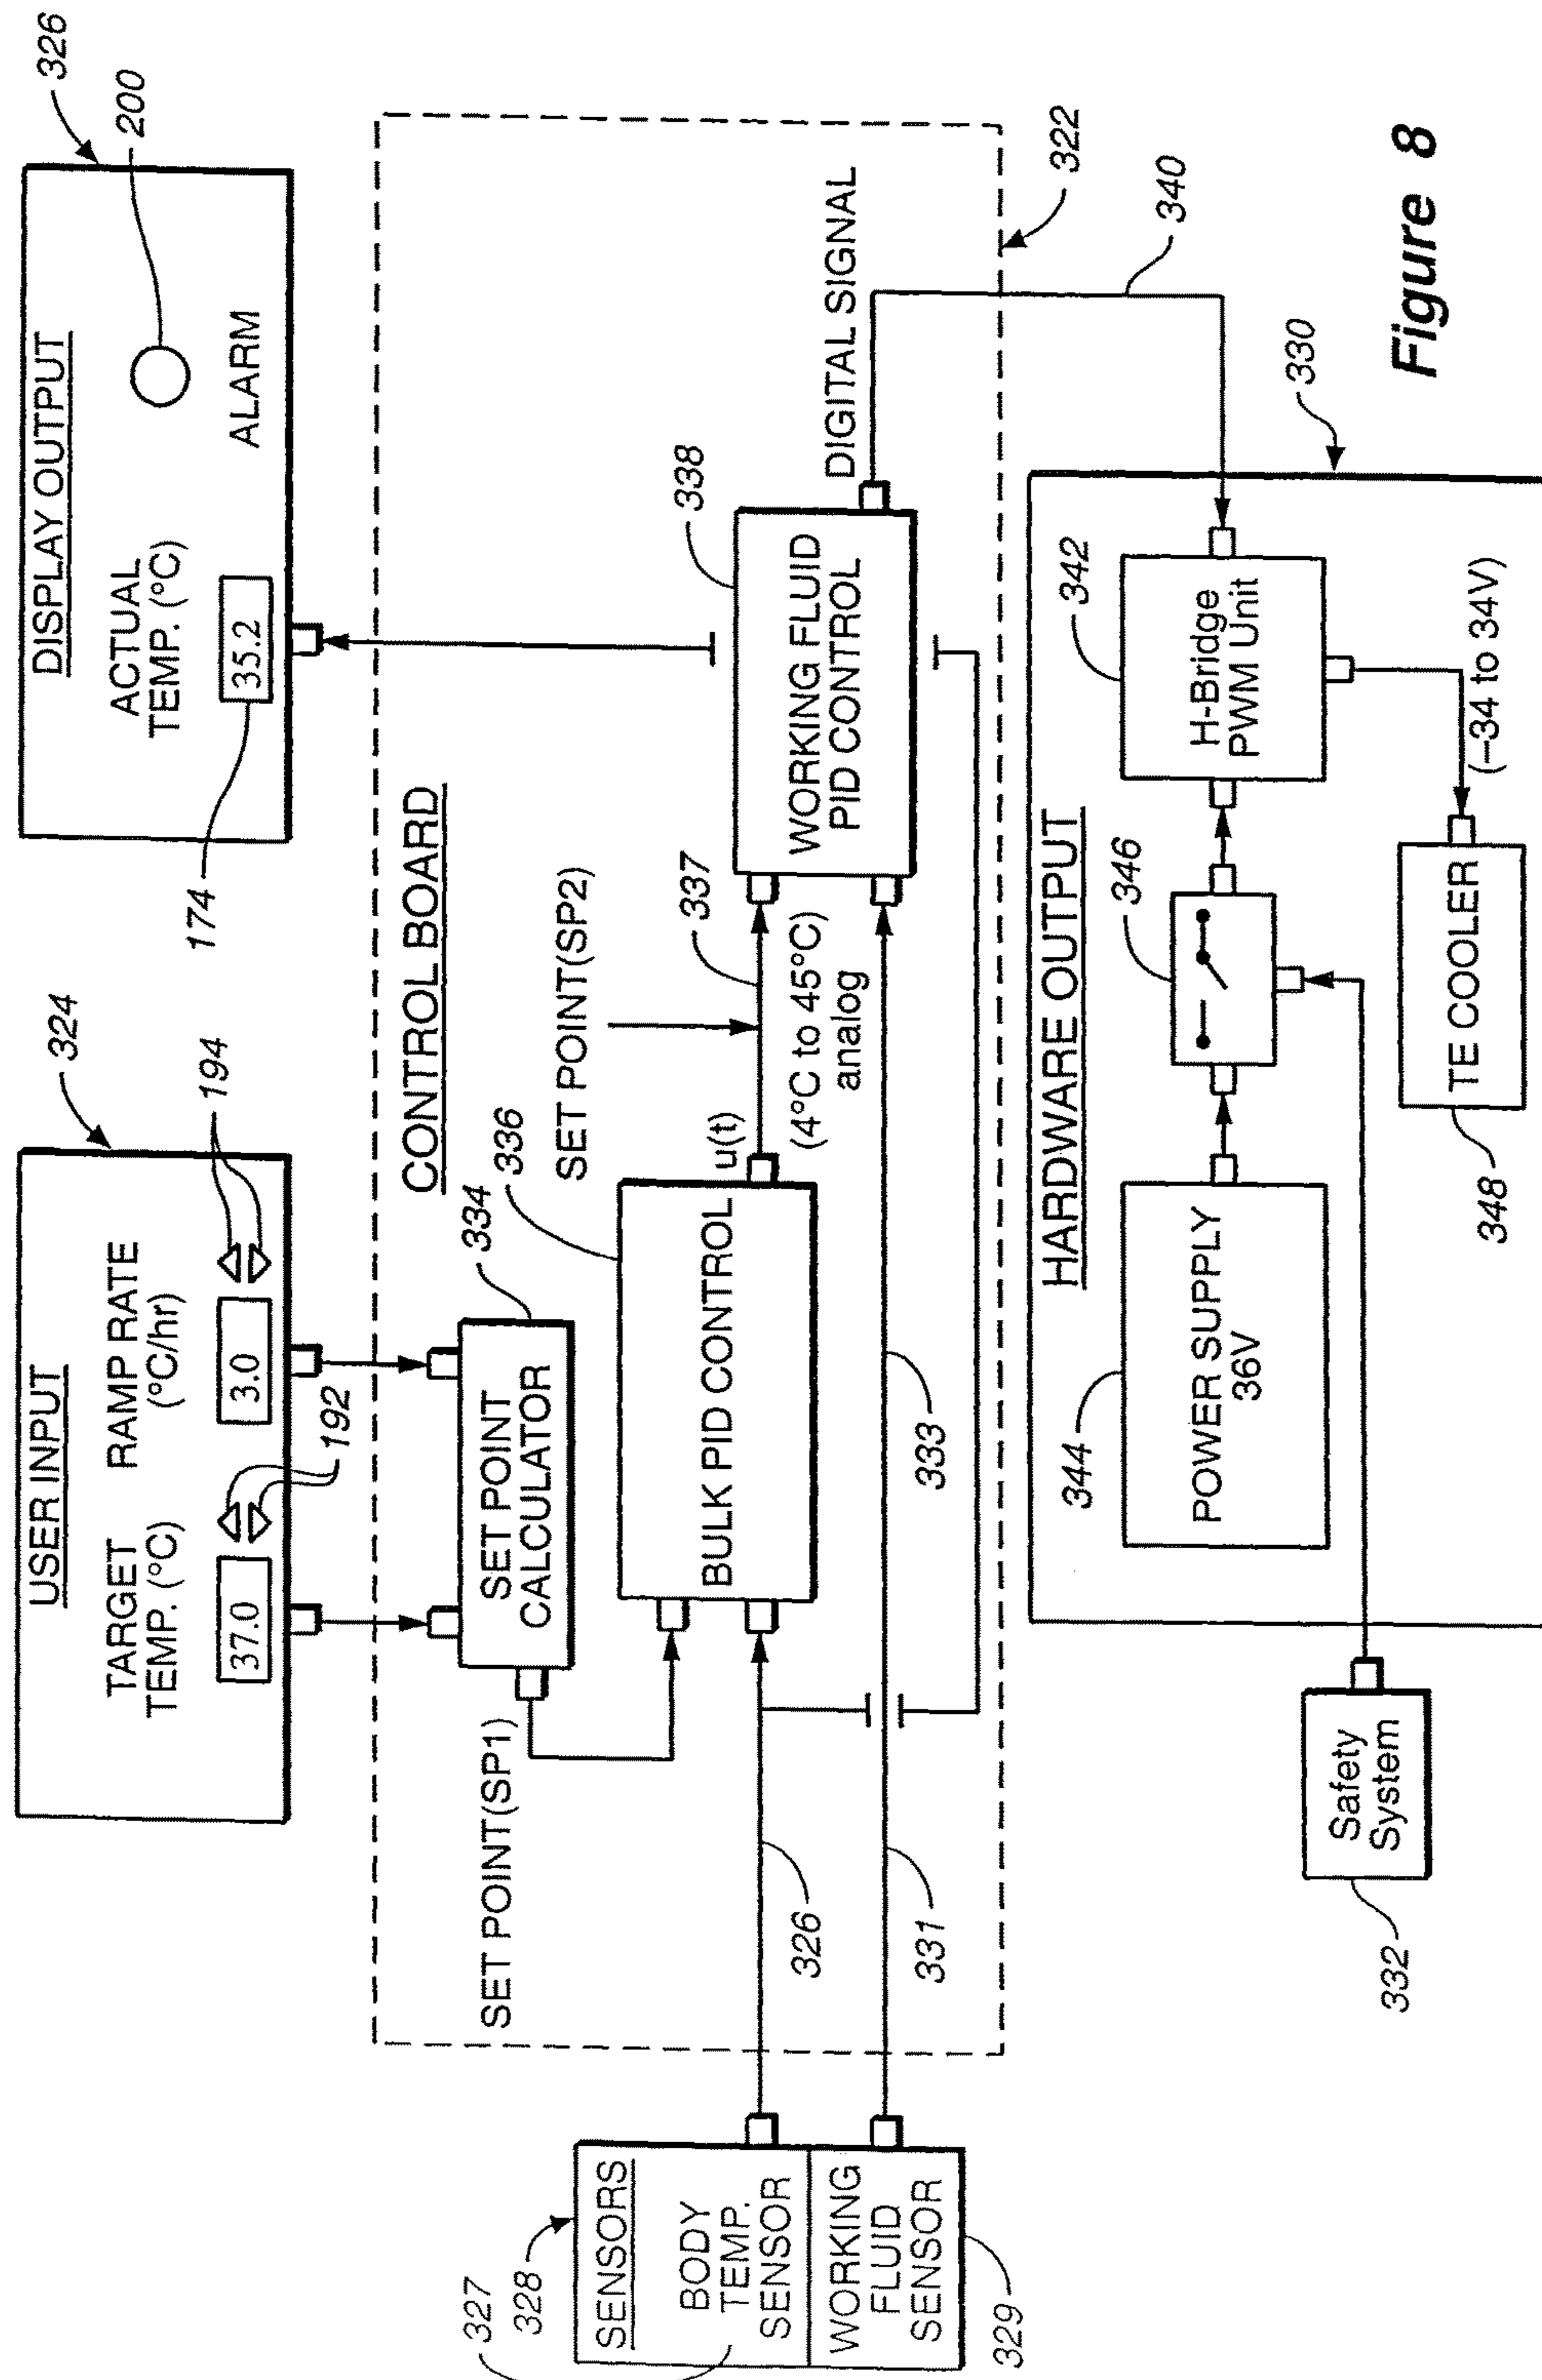 USER INPUT
324
TARGET
TEMP. (°C)
RAMP RATE
(°C/hr)
37.0
3.0
192
194
DISPLAY OUTPUT
326
ACTUAL
TEMP. (°C)
35.2
174
200
ALARM
CONTROL BOARD
SET POINT
CALCULATOR
334
SET POINT(SP1)
336
BULK PID CONTROL
u(t)
SET POINT(SP2)
337
(4°C to 45°C)
analog
338
WORKING FLUID
PID CONTROL
DIGITAL SIGNAL
322
340
327
328
SENSORS
BODY
TEMP.
SENSOR
WORKING
FLUID
SENSOR
329
326
331
333
HARDWARE OUTPUT
330
344
POWER SUPPLY
36V
346
342
H-Bridge
PWM Unit
(–34 to 34V)
TE COOLER
348
Safety
System
332
Figure 8